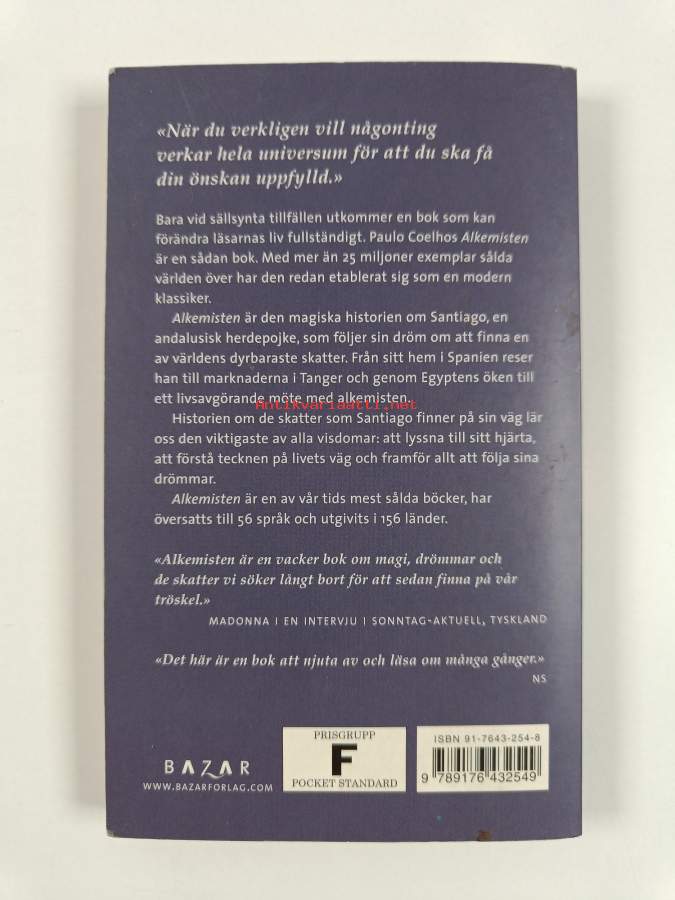 «När du verkligen vill någonting
verkar hela universum för att du ska få
din önskan uppfylld.»
Bara vid sällsynta tillfällen utkommer en bok som kan
förändra läsarnas liv fullständigt. Paulo Coelhos Alkemisten
är en sådan bok. Med mer än 25 miljoner exemplar sålda
världen över har den redan etablerat sig som en modern
klassiker.
Alkemisten är den magiska historien om Santiago, en
andalusisk herdepojke, som följer sin dröm om att finna en
av världens dyrbaraste skatter. Från sitt hem i Spanien reser
han till marknaderna i Tanger och genom Egyptens öken till
ett livsavgörande möte med alkemisten.
Antikvariaatti.net
Historien om de skatter som Santiago finner på sin väg lär
oss den viktigaste av alla visdomar: att lyssna till sitt hjärta,
att förstå tecknen på livets väg och framför allt att följa sina
drömmar.
Alkemisten är en av vår tids mest sålda böcker, har
översatts till 56 språk och utgivits i 156 länder.
«Alkemisten är en vacker bok om magi, drömmar och
de skatter vi söker långt bort för att sedan finna på vår
tröskel.»
MADONNA I EN INTERVJU I SONNTAG-AKTUELL, TYSKLAND
«Det här är en bok att njuta av och läsa om många gånger.»
NS
BAZAR
WWW.BAZARFORLAG.COM
PRISGRUPP
F
POCKET STANDARD
ISBN 91-7643-254-8
9 789176 432549